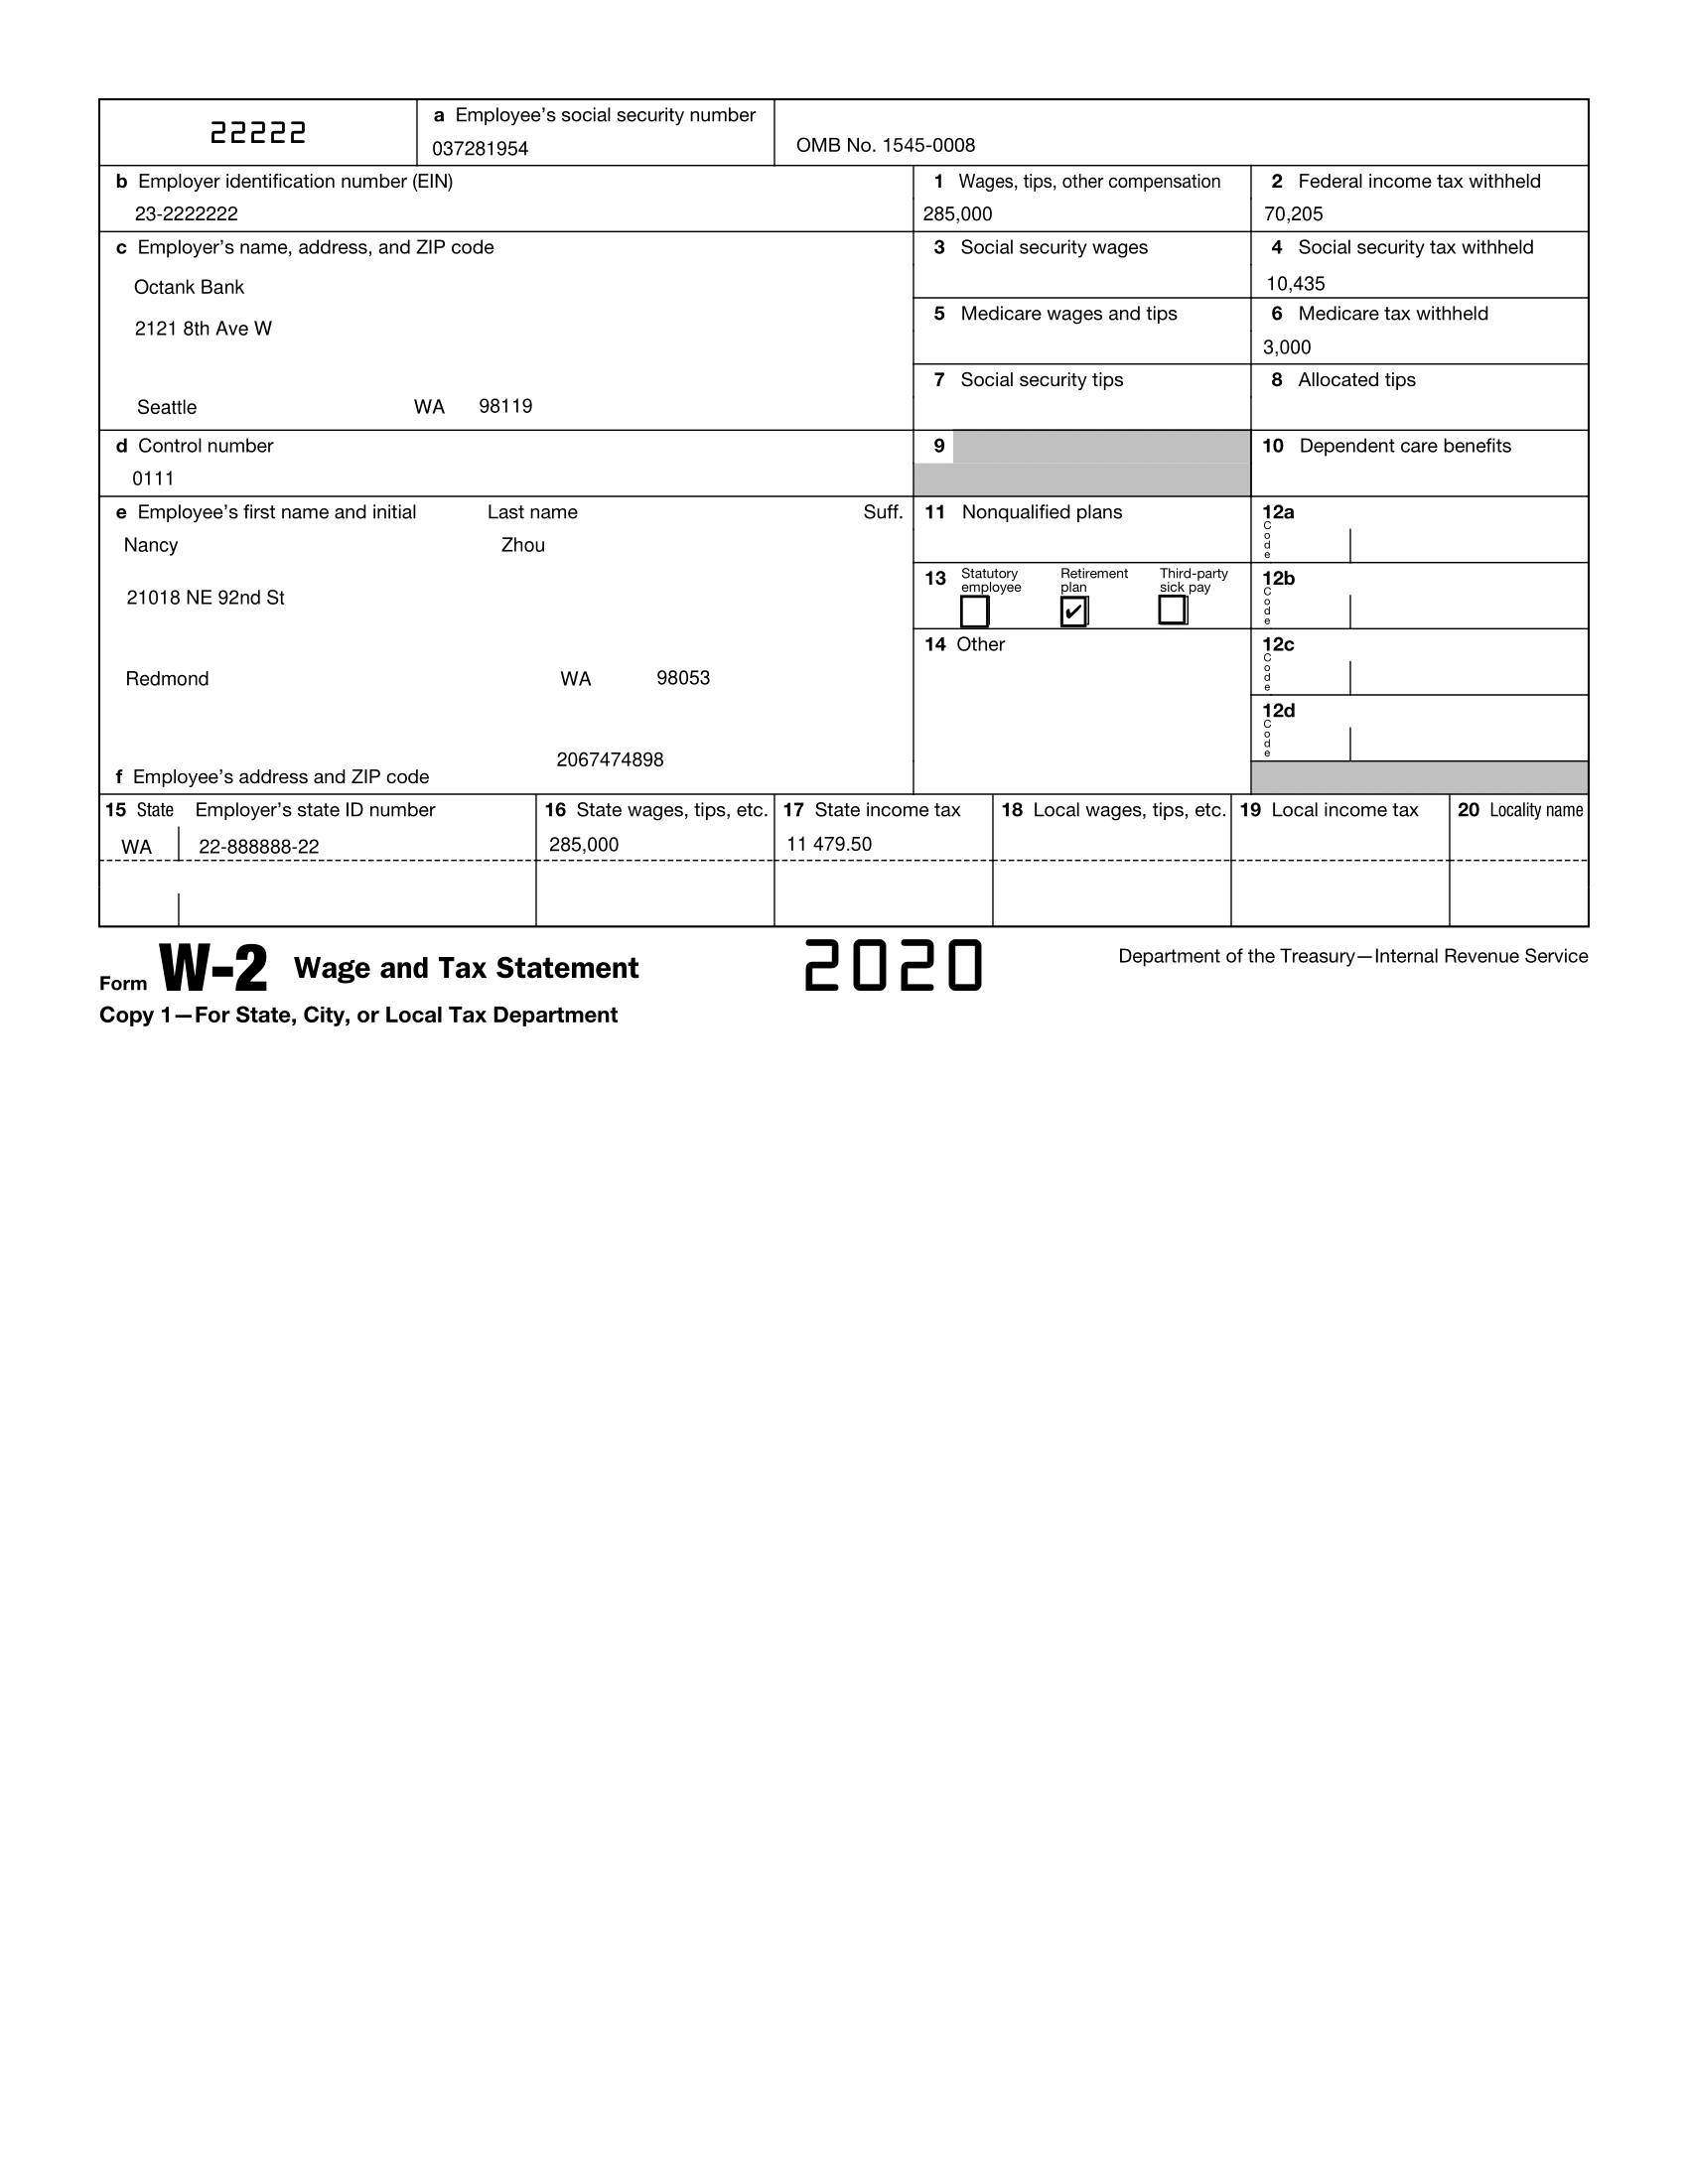 22222
a Employee's social security number
037281954
OMB No. 1545-0008
b Employer identification number (EIN)
23-2222222
1 Wages, tips, other compensation
285,000
2 Federal income tax withheld
70,205
c Employer's name, address, and ZIP code
Octank Bank
2121 8th Ave W
Seattle WA 98119
3 Social security wages
4 Social security tax withheld
10,435
5 Medicare wages and tips
6 Medicare tax withheld
3,000
7 Social security tips
8 Allocated tips
d Control number
0111
9
10 Dependent care benefits
e Employee's first name and initial Last name Suff.
Nancy Zhou
21018 NE 92nd St
Redmond WA 98053
2067474898
f Employee's address and ZIP code
11 Nonqualified plans
12a
Code
13 Statutory employee Retirement plan Third-party sick pay
✔
12b
Code
14 Other
12c
Code
12d
Code
15 State Employer's state ID number
WA 22-888888-22
16 State wages, tips, etc.
285,000
17 State income tax
11 479.50
18 Local wages, tips, etc.
19 Local income tax
20 Locality name
Form W-2 Wage and Tax Statement
2020
Department of the Treasury—Internal Revenue Service
Copy 1—For State, City, or Local Tax Department